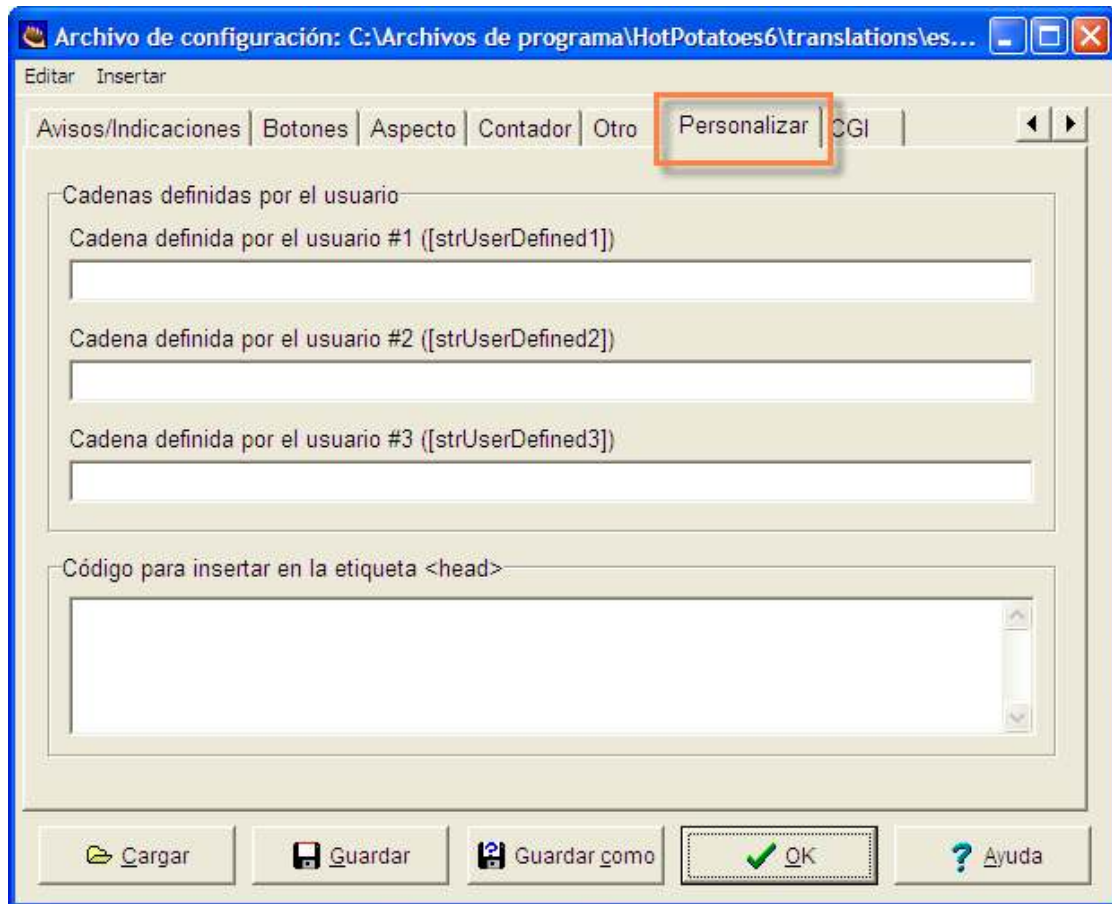 Archivo de configuración: C:\Archivos de programa\HotPotatoes6\translations\es...
Editar Insertar
Avisos/Indicaciones Botones Aspecto Contador Otro Personalizar CGI
Cadenas definidas por el usuario
Cadena definida por el usuario #1 ([strUserDefined1])
Cadena definida por el usuario #2 ([strUserDefined2])
Cadena definida por el usuario #3 ([strUserDefined3])
Código para insertar en la etiqueta <head>
Cargar Guardar Guardar como OK Ayuda